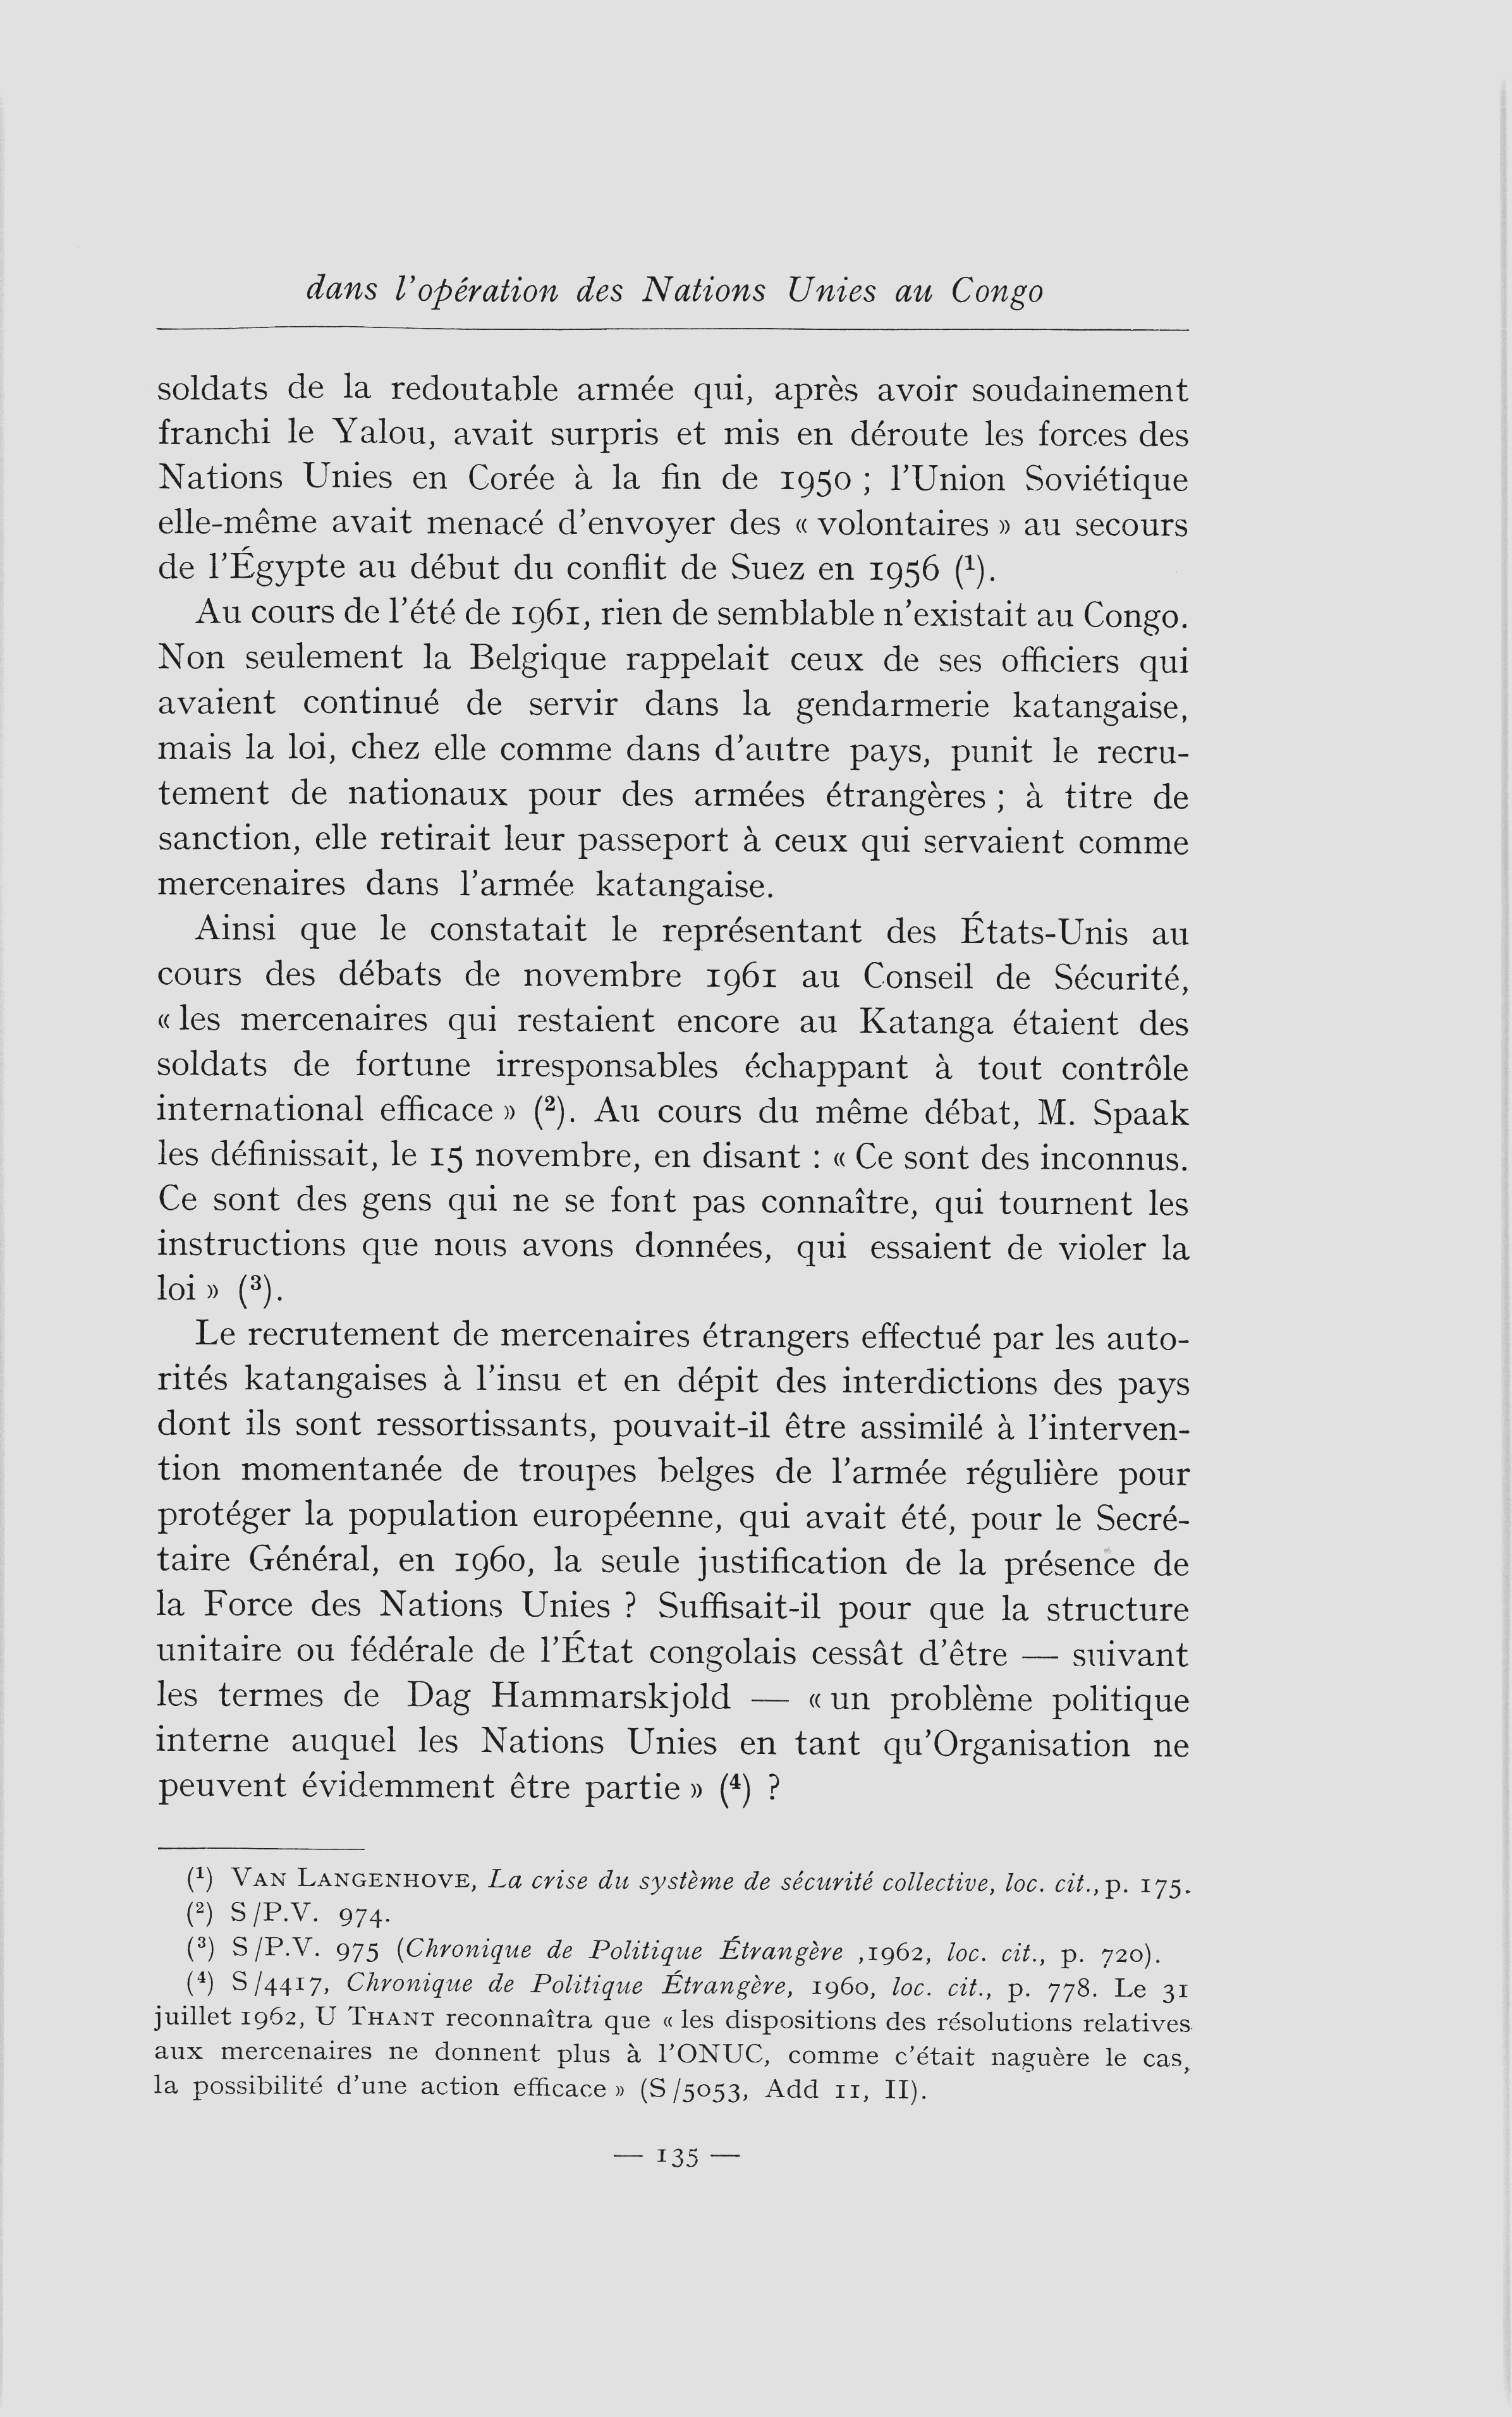 dans l'opération des Nations Unies au Congo
soldats de la redoutable armée qui, après avoir soudainement
franchi le Yalou, avait surpris et mis en déroute les forces des
Nations Unies en Corée à la fin de 1950 ; l'Union Soviétique
elle-même avait menacé d'envoyer des « volontaires » au secours
de l'Égypte au début du conflit de Suez en 1956 (¹).
Au cours de l'été de 1961, rien de semblable n'existait au Congo.
Non seulement la Belgique rappelait ceux de ses officiers qui
avaient continué de servir dans la gendarmerie katangaise,
mais la loi, chez elle comme dans d'autre pays, punit le recru-
tement de nationaux pour des armées étrangères ; à titre de
sanction, elle retirait leur passeport à ceux qui servaient comme
mercenaires dans l'armée katangaise.
Ainsi que le constatait le représentant des États-Unis au
cours des débats de novembre 1961 au Conseil de Sécurité,
« les mercenaires qui restaient encore au Katanga étaient des
soldats de fortune irresponsables échappant à tout contrôle
international efficace » (²). Au cours du même débat, M. Spaak
les définissait, le 15 novembre, en disant : « Ce sont des inconnus.
Ce sont des gens qui ne se font pas connaître, qui tournent les
instructions que nous avons données, qui essaient de violer la
loi » (³).
Le recrutement de mercenaires étrangers effectué par les auto-
rités katangaises à l'insu et en dépit des interdictions des pays
dont ils sont ressortissants, pouvait-il être assimilé à l'interven-
tion momentanée de troupes belges de l'armée régulière pour
protéger la population européenne, qui avait été, pour le Secré-
taire Général, en 1960, la seule justification de la présence de
la Force des Nations Unies ? Suffisait-il pour que la structure
unitaire ou fédérale de l'État congolais cessât d'être — suivant
les termes de Dag Hammarskjold — « un problème politique
interne auquel les Nations Unies en tant qu'Organisation ne
peuvent évidemment être partie » (⁴) ?
(¹) VAN LANGENHOVE, La crise du système de sécurité collective, loc. cit., p. 175.
(²) S/P.V. 974.
(³) S/P.V. 975 (Chronique de Politique Étrangère ,1962, loc. cit., p. 720).
(⁴) S/4417, Chronique de Politique Étrangère, 1960, loc. cit., p. 778. Le 31
juillet 1962, U THANT reconnaîtra que « les dispositions des résolutions relatives
aux mercenaires ne donnent plus à l'ONUC, comme c'était naguère le cas,
la possibilité d'une action efficace » (S/5053, Add 11, II).
— 135 —